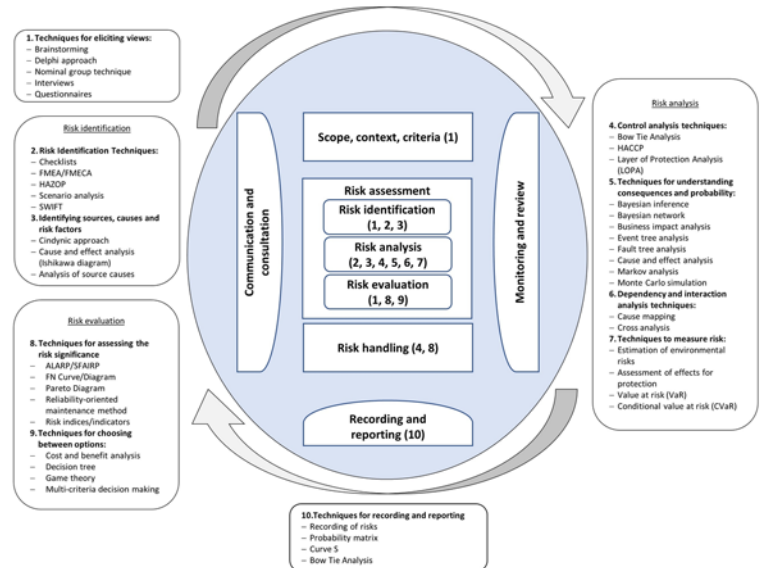 1. Techniques for eliciting views:
– Brainstorming
– Delphi approach
– Nominal group technique
– Interviews
– Questionnaires
Risk identification
2. Risk Identification Techniques:
– Checklists
– FMEA/FMECA
– HAZOP
– Scenario analysis
– SWIFT
3. Identifying sources, causes and
risk factors
– Cindynic approach
– Cause and effect analysis
(Ishikawa diagram)
– Analysis of source causes
Risk evaluation
8. Techniques for assessing the
risk significance
– ALARP/SFAIRP
– FN Curve/Diagram
– Pareto Diagram
– Reliability-oriented
maintenance method
– Risk indices/indicators
9. Techniques for choosing
between options:
– Cost and benefit analysis
– Decision tree
– Game theory
– Multi-criteria decision making
Communication and
consultation
Scope, context, criteria (1)
Risk assessment
Risk identification
(1, 2, 3)
Risk analysis
(2, 3, 4, 5, 6, 7)
Risk evaluation
(1, 8, 9)
Risk handling (4, 8)
Recording and
reporting (10)
Monitoring and review
Risk analysis
4. Control analysis techniques:
– Bow Tie Analysis
– HACCP
– Layer of Protection Analysis
(LOPA)
5. Techniques for understanding
consequences and probability:
– Bayesian inference
– Bayesian network
– Business impact analysis
– Event tree analysis
– Fault tree analysis
– Cause and effect analysis
– Markov analysis
– Monte Carlo simulation
6. Dependency and interaction
analysis techniques:
– Cause mapping
– Cross analysis
7. Techniques to measure risk:
– Estimation of environmental
risks
– Assessment of effects for
protection
– Value at risk (VaR)
– Conditional value at risk (CVaR)
10. Techniques for recording and reporting
– Recording of risks
– Probability matrix
– Curve S
– Bow Tie Analysis